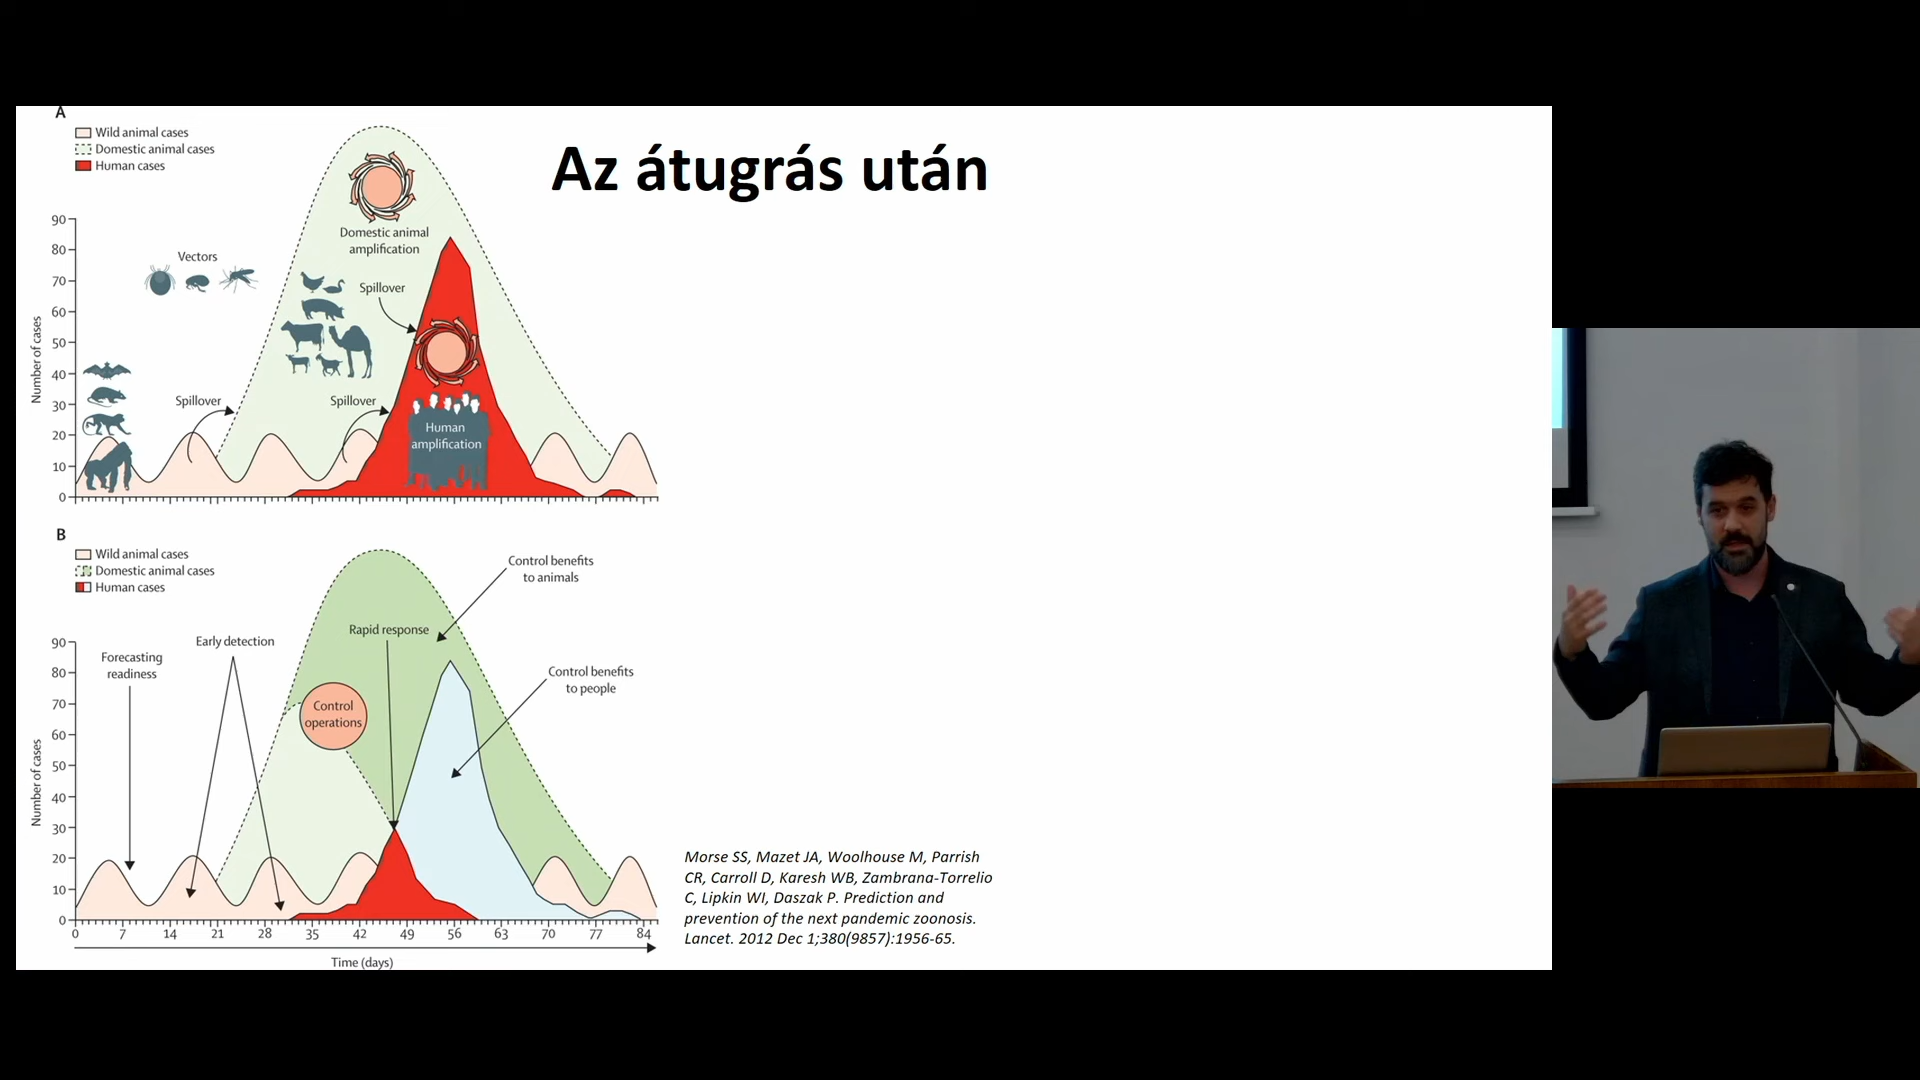 Az átugrás után
A
Wild animal cases
Domestic animal cases
Human cases
Number of cases
90
80
70
60
50
40
30
20
10
0
Vectors
Domestic animal
amplification
Spillover
Spillover
Spillover
Human
amplification
B
Wild animal cases
Domestic animal cases
Human cases
Number of cases
90
80
70
60
50
40
30
20
10
0
Forecasting
readiness
Early detection
Rapid response
Control benefits
to animals
Control benefits
to people
Control
operations
0 7 14 21 28 35 42 49 56 63 70 77 84
Time (days)
Morse SS, Mazet JA, Woolhouse M, Parrish
CR, Carroll D, Karesh WB, Zambrana-Torrelio
C, Lipkin WI, Daszak P. Prediction and
prevention of the next pandemic zoonosis.
Lancet. 2012 Dec 1;380(9857):1956-65.